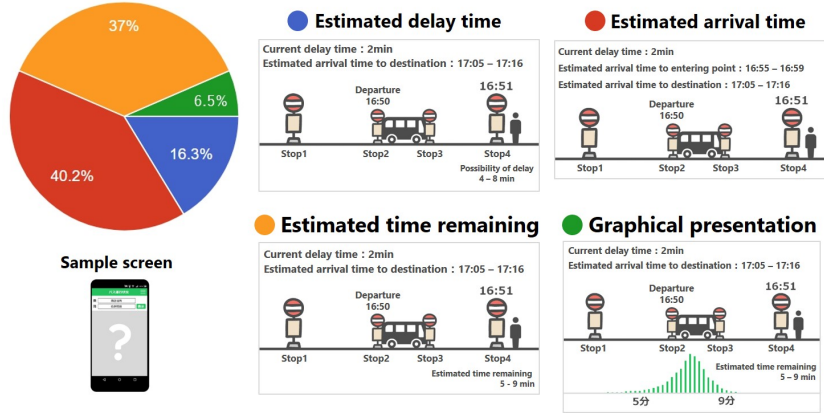 37%
6.5%
40.2%
16.3%
Sample screen
?
Estimated delay time
Current delay time : 2min
Estimated arrival time to destination : 17:05 – 17:16
Departure
16:50
16:51
Stop1
Stop2
Stop3
Stop4
Possibility of delay
4 – 8 min
Estimated arrival time
Current delay time : 2min
Estimated arrival time to entering point : 16:55 – 16:59
Estimated arrival time to destination : 17:05 – 17:16
Departure
16:50
16:51
Stop1
Stop2
Stop3
Stop4
Estimated time remaining
Current delay time : 2min
Estimated arrival time to destination : 17:05 – 17:16
Departure
16:50
16:51
Stop1
Stop2
Stop3
Stop4
Estimated time remaining
5 - 9 min
Graphical presentation
Current delay time : 2min
Estimated arrival time to destination : 17:05 – 17:16
Departure
16:50
16:51
Stop1
Stop2
Stop3
Stop4
Estimated time remaining
5 – 9 min
5分
9分